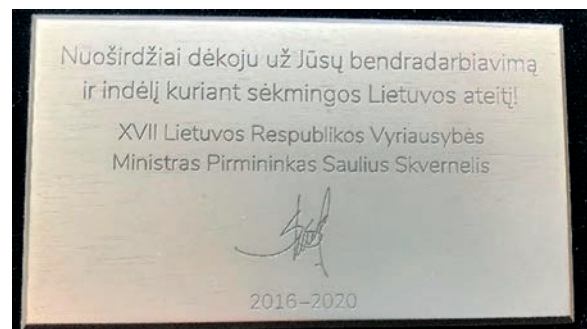 Nuoširdžiai dėkoju už Jūsų bendradarbiavimą
ir indėlį kuriant sėkmingos Lietuvos ateitį!
XVII Lietuvos Respublikos Vyriausybės
Ministras Pirmininkas Saulius Skvernelis
2016–2020